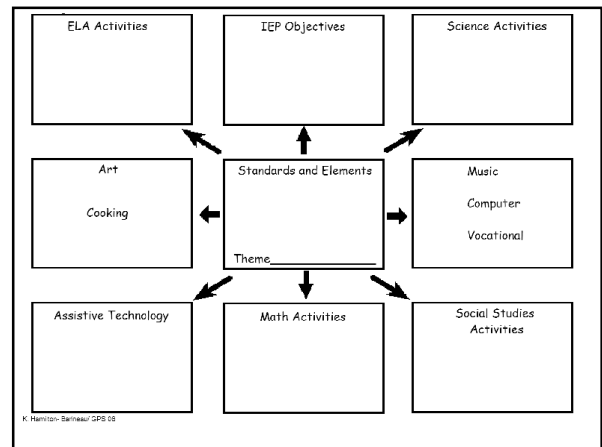 ELA Activities
IEP Objectives
Science Activities
Art
Cooking
Standards and Elements
Theme_______________
Music
Computer
Vocational
Assistive Technology
Math Activities
Social Studies
Activities
K. Hamilton- Barineau/ GPS 08